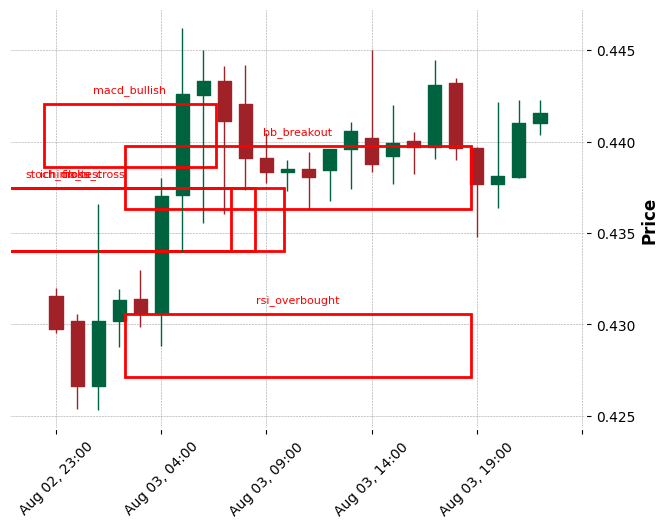 0.445
macd_bullish
0.440
bb_breakout
0.435
Price
rsi_overbought
0.430
0.425
Aug 02, 23:00
Aug 03, 04:00
Aug 03, 09:00
Aug 03, 14:00
Aug 03, 19:00